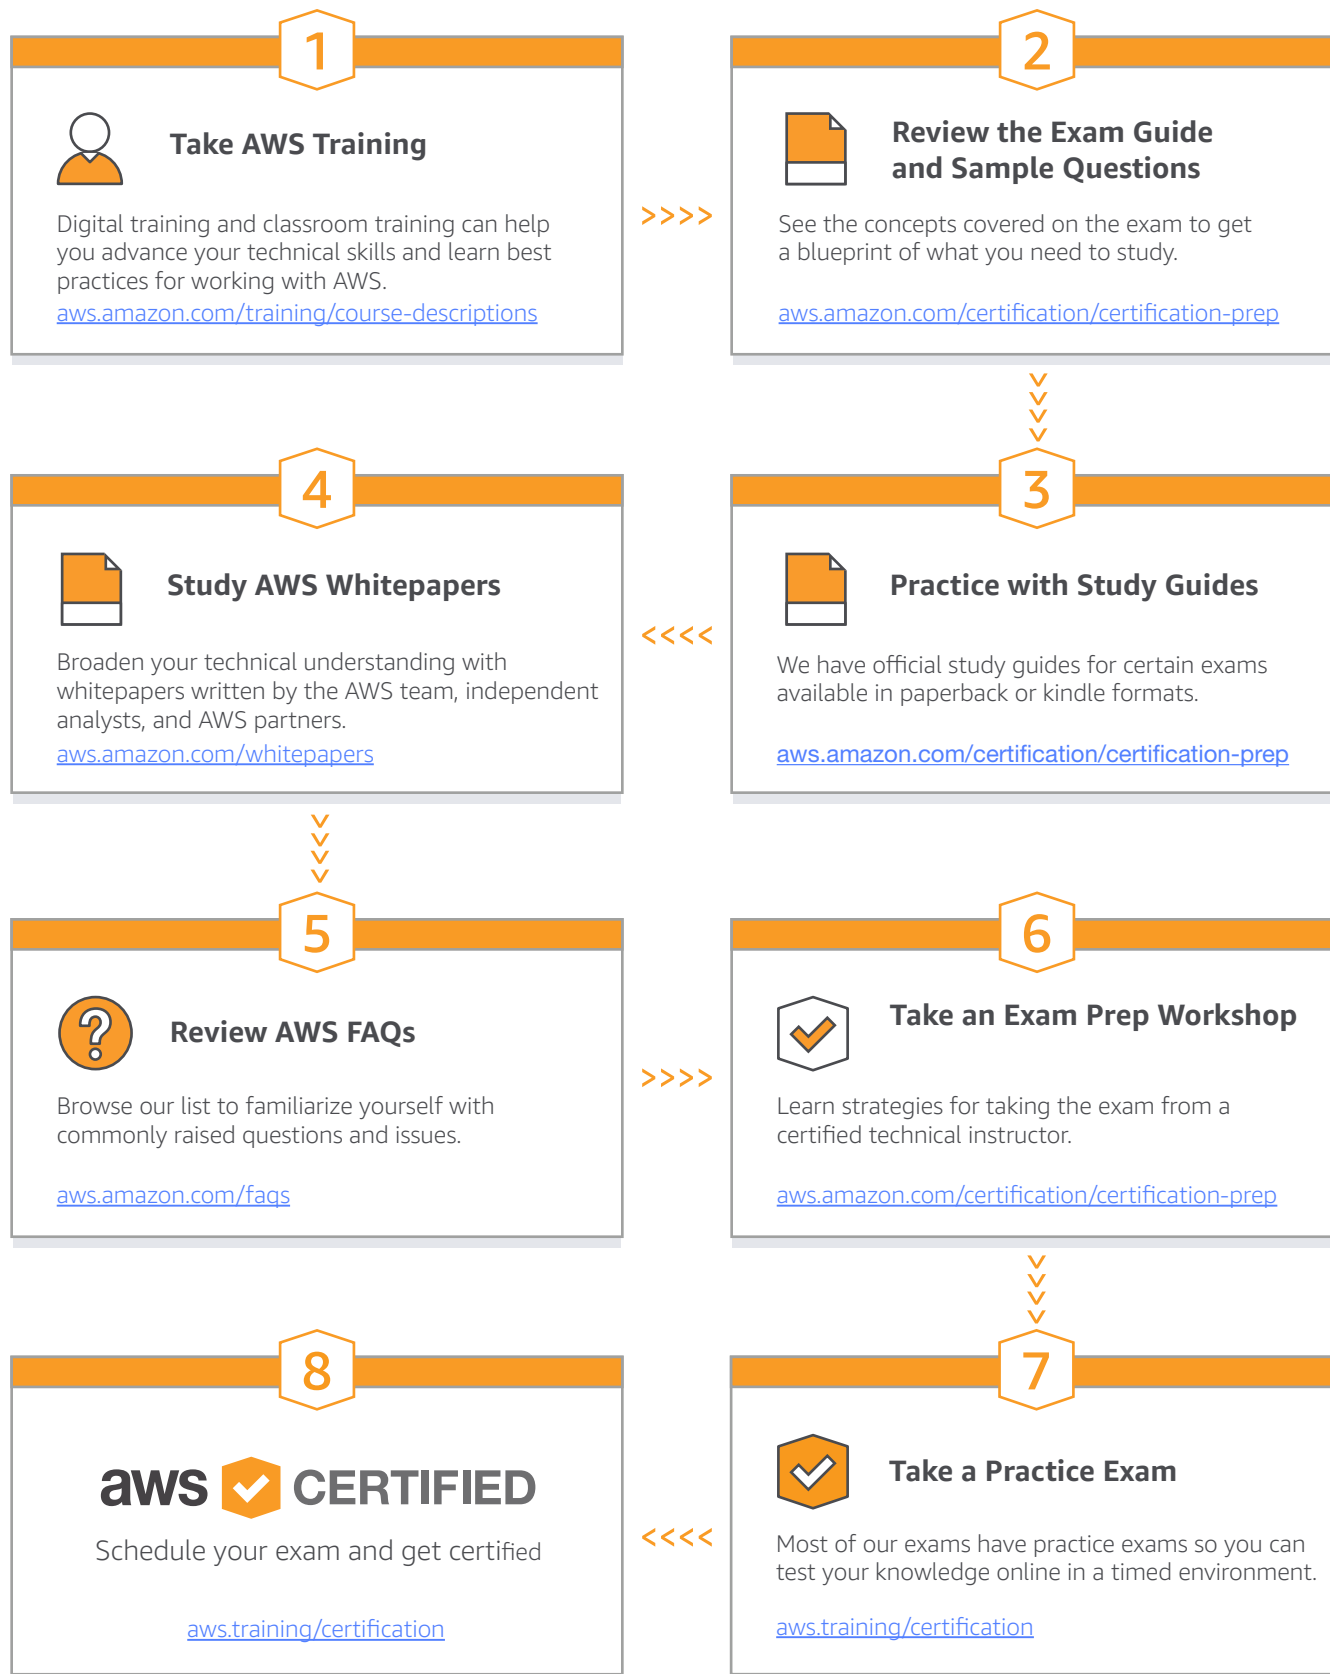 1
Take AWS Training
Digital training and classroom training can help
you advance your technical skills and learn best
practices for working with AWS.
aws.amazon.com/training/course-descriptions
>>>>
2
Review the Exam Guide
and Sample Questions
See the concepts covered on the exam to get
a blueprint of what you need to study.
aws.amazon.com/certification/certification-prep
3
Practice with Study Guides
We have official study guides for certain exams
available in paperback or kindle formats.
aws.amazon.com/certification/certification-prep
<<<<
4
Study AWS Whitepapers
Broaden your technical understanding with
whitepapers written by the AWS team, independent
analysts, and AWS partners.
aws.amazon.com/whitepapers
5
Review AWS FAQs
Browse our list to familiarize yourself with
commonly raised questions and issues.
aws.amazon.com/faqs
>>>>
6
Take an Exam Prep Workshop
Learn strategies for taking the exam from a
certified technical instructor.
aws.amazon.com/certification/certification-prep
7
Take a Practice Exam
Most of our exams have practice exams so you can
test your knowledge online in a timed environment.
aws.training/certification
<<<<
8
aws CERTIFIED
Schedule your exam and get certified
aws.training/certification